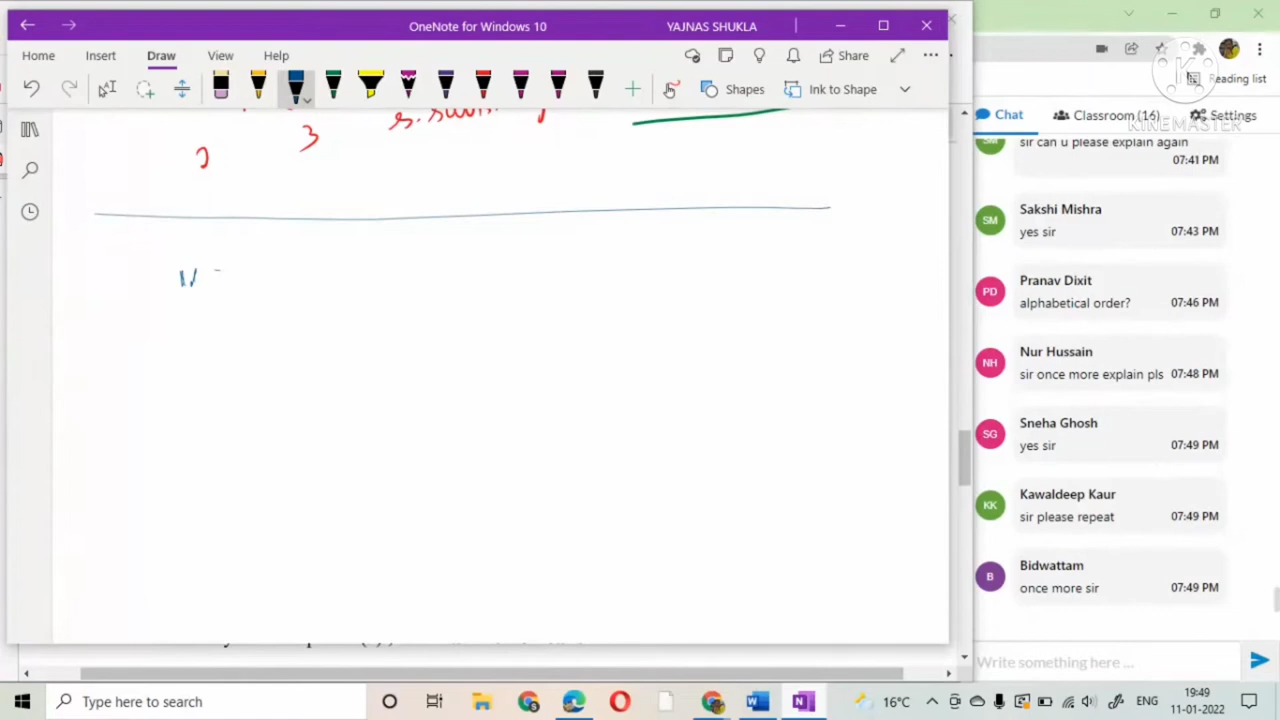 OneNote for Windows 10
YAJNAS SHUKLA
Home Insert Draw View Help
Share
Shapes
Ink to Shape
3
2
N
Reading list
KINEMASTER
Chat
Classroom (16)
Settings
sir can u please explain again
07:41 PM
SM
Sakshi Mishra
yes sir
07:43 PM
PD
Pranav Dixit
alphabetical order?
07:46 PM
NH
Nur Hussain
sir once more explain pls
07:48 PM
SG
Sneha Ghosh
yes sir
07:49 PM
KK
Kawaldeep Kaur
sir please repeat
07:49 PM
B
Bidwattam
once more sir
07:49 PM
Write something here ...
Type here to search
16°C
ENG
19:49
11-01-2022